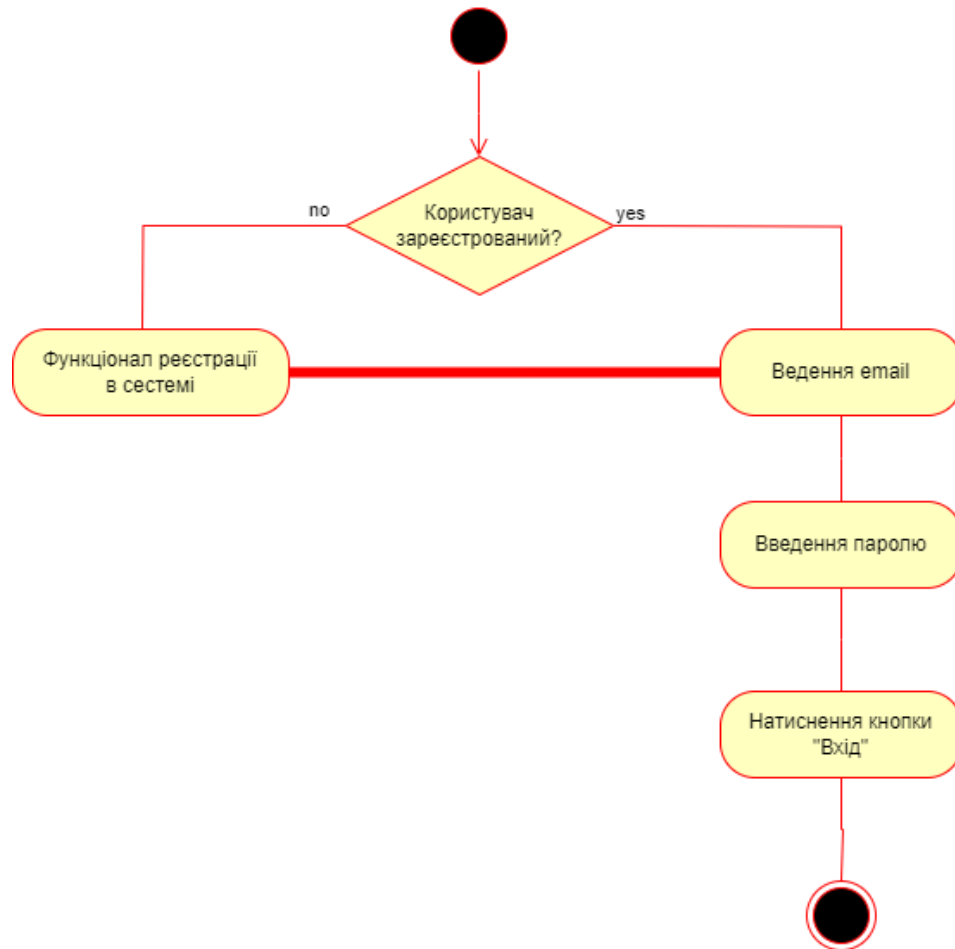 Користувач
зареєстрований?
no
yes
Функціонал реєстрації
в сестемі
Ведення email
Введення паролю
Натиснення кнопки
"Вхід"